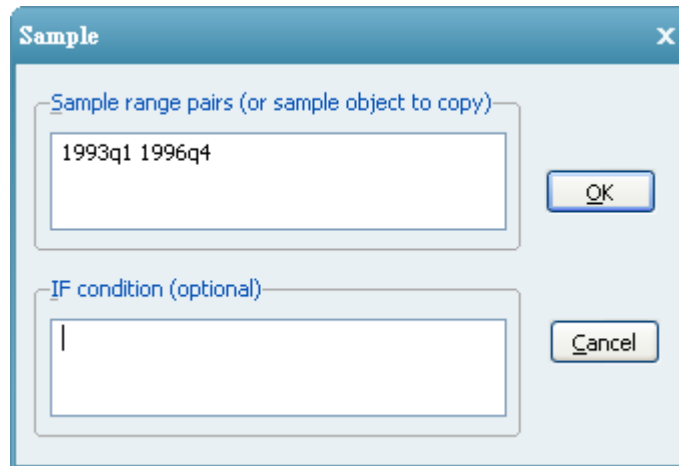 Sample
x
Sample range pairs (or sample object to copy)
1993q1 1996q4
OK
IF condition (optional)
Cancel